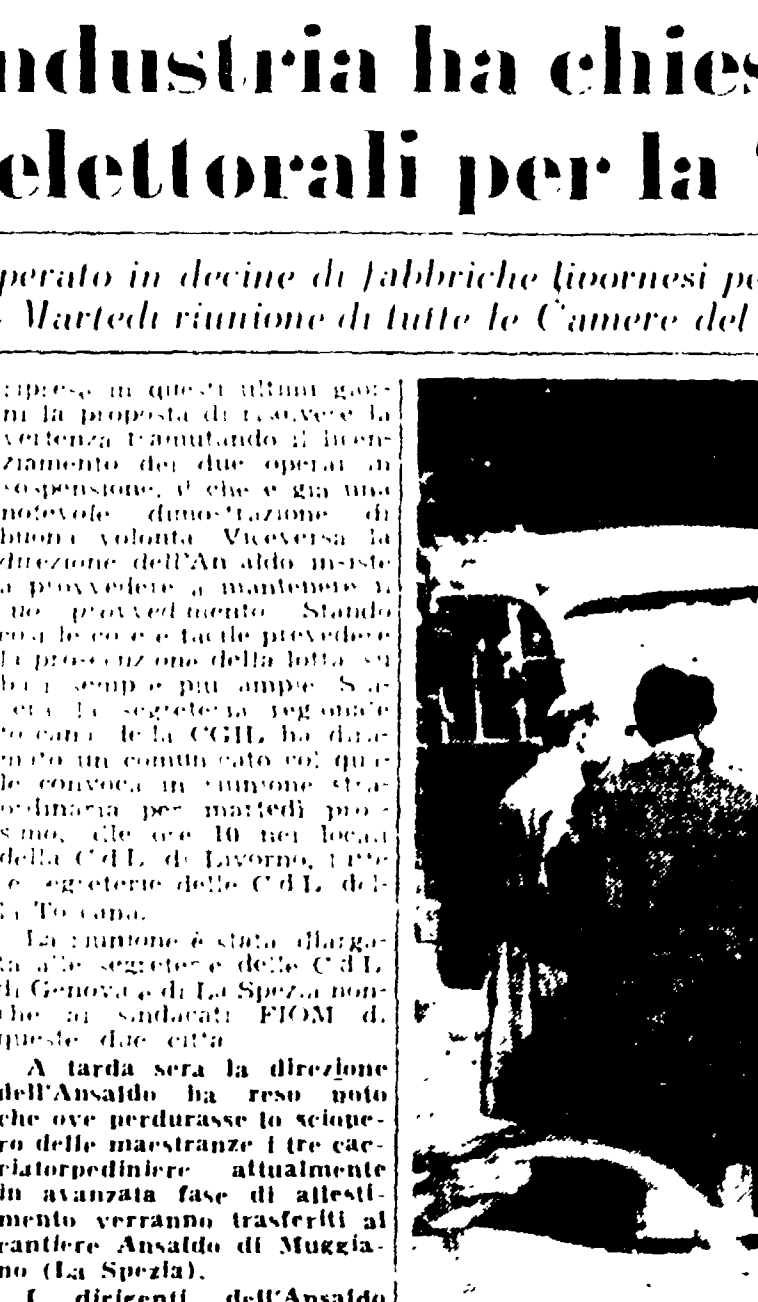 ndustria ha chies
elettorali per la "
perato in decine di fabbriche livornesi pe
Martedì riunione di tutte le Camere del
ripresa in questi ultimi gior-
ni la proposta di risolvere la
vertenza tramutando il licen-
ziamento dei due operai in
sospensione, il che è già una
notevole dimostrazione di
buona volontà Viceversa la
direzione dell'Ansaldo insiste
a provvedere a mantenere il
suo provvedimento Stando
così le cose è facile prevedere
la prosecuzione della lotta su
basi sempre più ampie Sta-
sera la segreteria regionale
toscana della CGIL ha dira-
mato un comunicato col qua-
le convoca in riunione stra-
ordinaria per martedì pros-
simo, alle ore 10 nei locali
della CdL di Livorno, tutte
le segreterie delle CdL del-
la Toscana.
La riunione è stata allarga-
ta alle segreterie delle CdL
di Genova e di La Spezia non-
che ai sindacati FIOM di
queste due città
A tarda sera la direzione
dell'Ansaldo ha reso noto
che ove perdurasse lo sciope-
ro delle maestranze i tre cac-
ciatorpediniere attualmente
in avanzata fase di allesti-
mento verranno trasferiti al
cantiere Ansaldo di Muggia-
no (La Spezia).
I dirigenti dell'Ansaldo